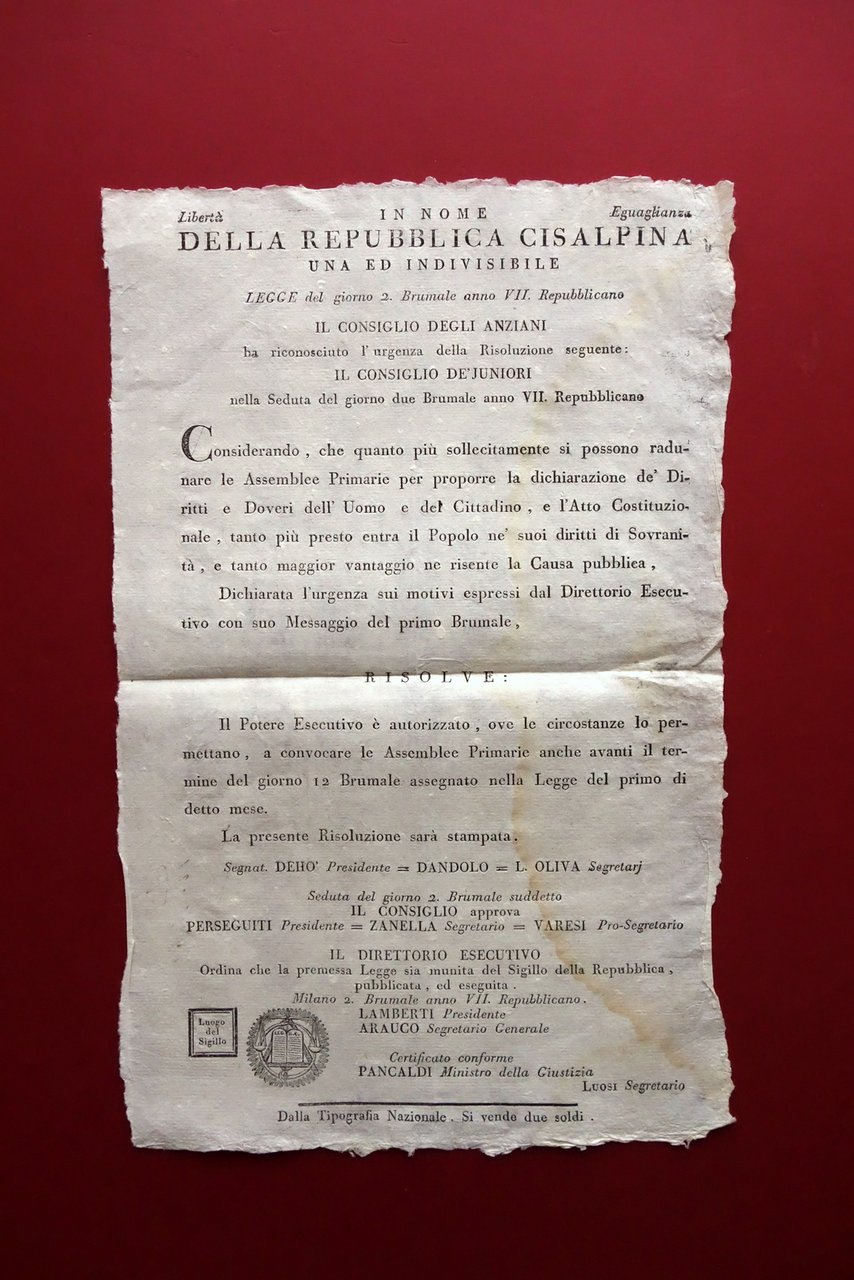 Libertà IN NOME Eguaglianza
DELLA REPUBBLICA CISALPINA
UNA ED INDIVISIBILE
LEGGE del giorno 2. Brumale anno VII. Repubblicano
IL CONSIGLIO DEGLI ANZIANI
ha riconosciuto l'urgenza della Risoluzione seguente:
IL CONSIGLIO DE'JUNIORI
nella Seduta del giorno due Brumale anno VII. Repubblicano
Considerando, che quanto più sollecitamente si possono radu-
nare le Assemblee Primarie per proporre la dichiarazione de' Di-
ritti e Doveri dell' Uomo e del Cittadino, e l'Atto Costituzio-
nale, tanto più presto entra il Popolo ne' suoi diritti di Sovrani-
tà, e tanto maggior vantaggio ne risente la Causa pubblica,
Dichiarata l'urgenza sui motivi espressi dal Direttorio Esecu-
tivo con suo Messaggio del primo Brumale,
RISOLVE:
Il Potere Esecutivo è autorizzato, ove le circostanze lo per-
mettano, a convocare le Assemblee Primarie anche avanti il ter-
mine del giorno 12 Brumale assegnato nella Legge del primo di
detto mese.
La presente Risoluzione sarà stampata.
Segnat. DEHO' Presidente = DANDOLO = L. OLIVA Segretarj
Seduta del giorno 2. Brumale suddetto
IL CONSIGLIO approva
PERSEGUITI Presidente = ZANELLA Segretario = VARESI Pro-Segretario
IL DIRETTORIO ESECUTIVO
Ordina che la premessa Legge sia munita del Sigillo della Repubblica,
pubblicata, ed eseguita.
Milano 2. Brumale anno VII. Repubblicano.
LAMBERTI Presidente
ARAUCO Segretario Generale
Luogo
del
Sigillo
Certificato conforme
PANCALDI Ministro della Giustizia
LUOSI Segretario
Dalla Tipografia Nazionale. Si vende due soldi.